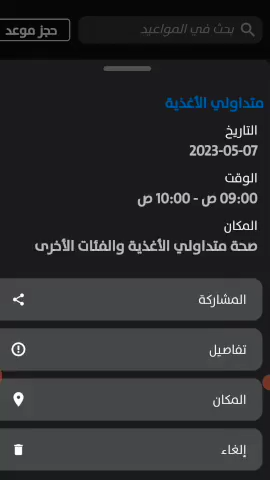 بحث في المواعيد
حجز موعد
متداولي الأغذية
التاريخ
2023-05-07
الوقت
09:00 ص - 10:00 ص
المكان
صحة متداولي الأغذية والفئات الأخرى
المشاركة
تفاصيل
المكان
إلغاء